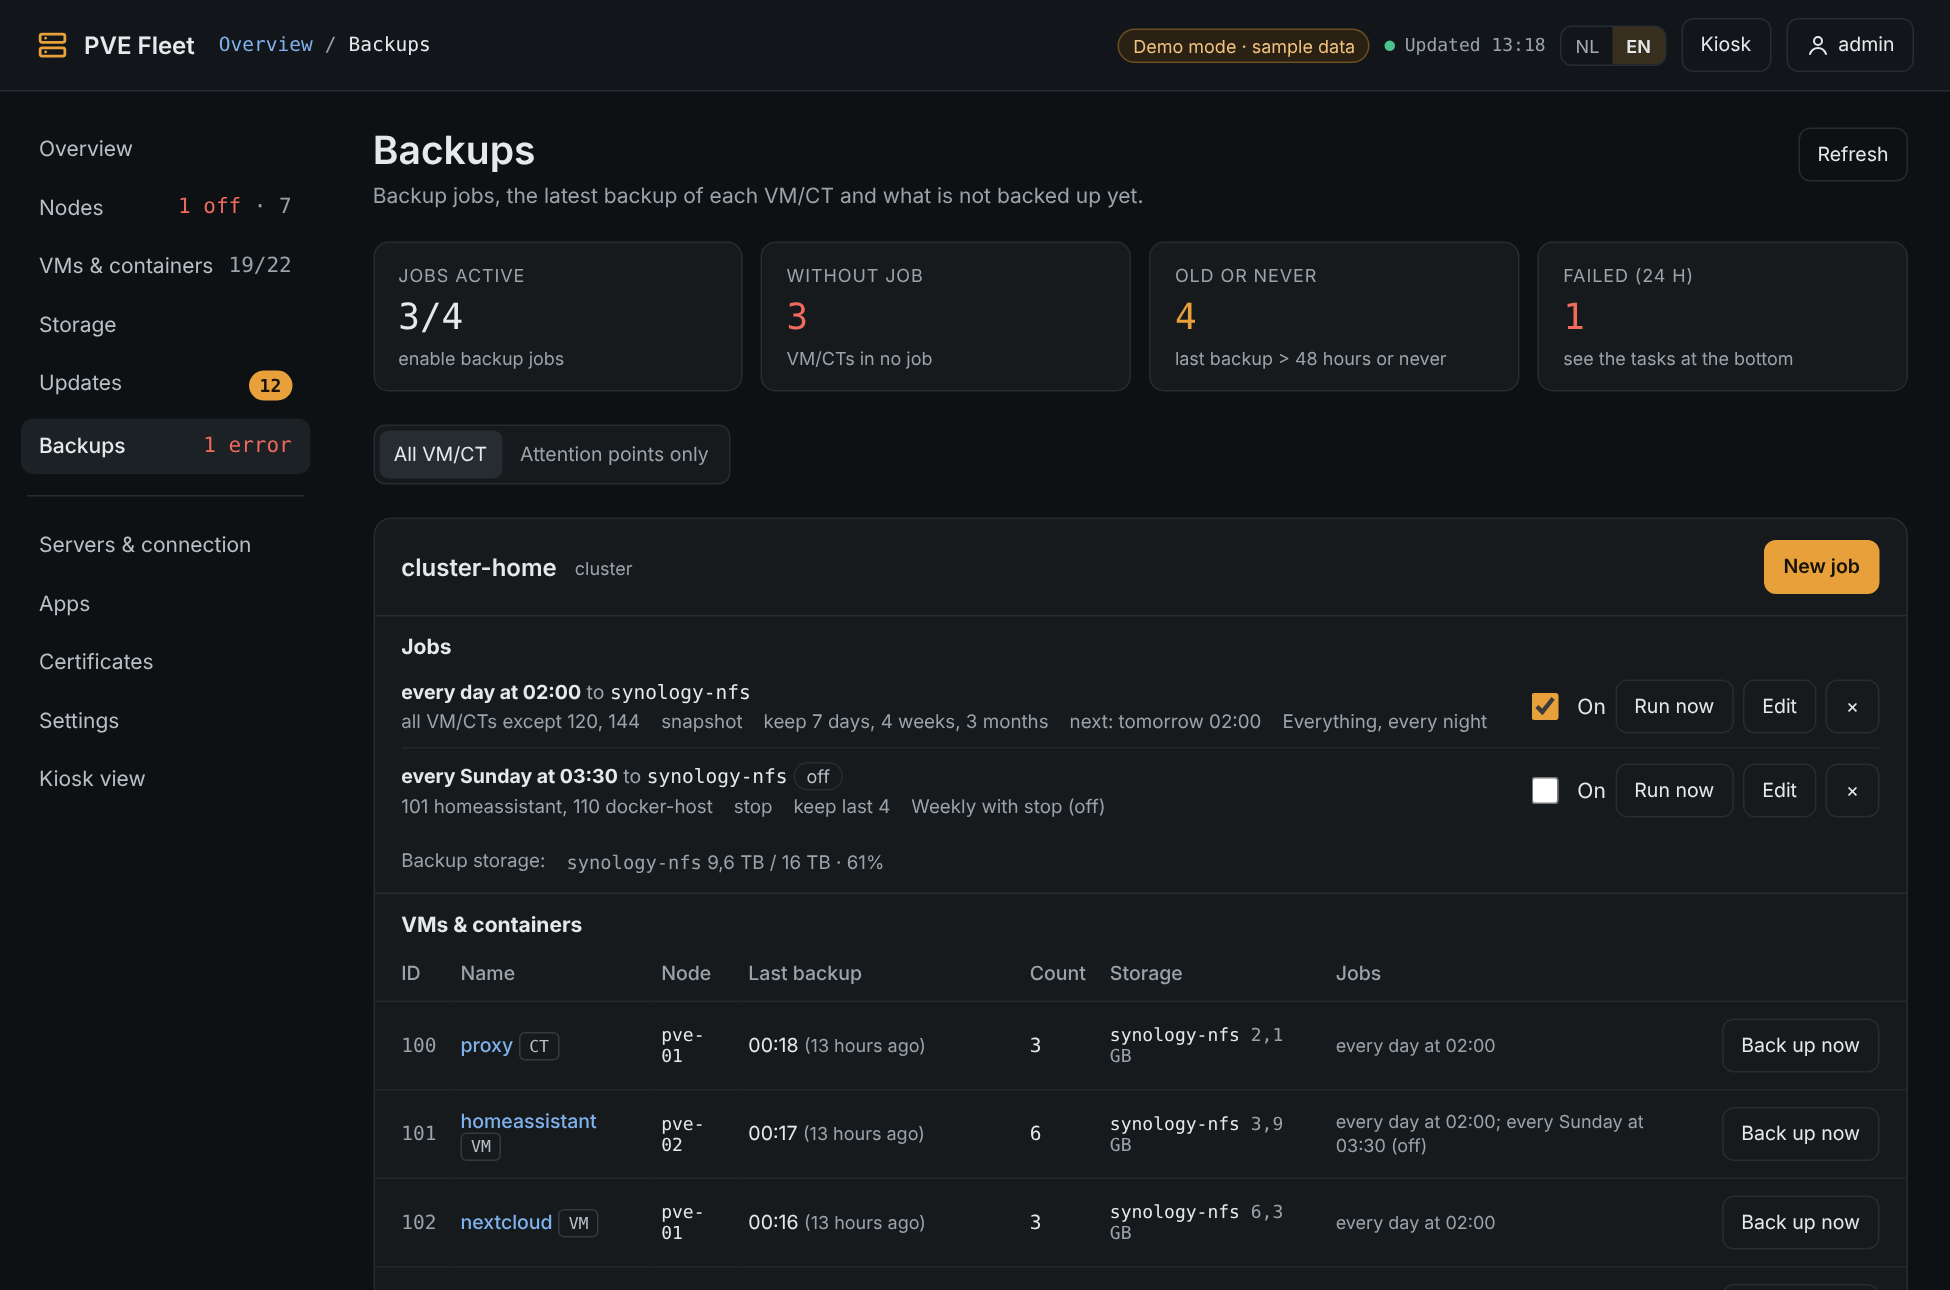 PVE Fleet Overview / Backups Demo mode · sample data Updated 13:18 NL EN Kiosk admin
Overview
Nodes 1 off · 7
VMs & containers 19/22
Storage
Updates 12
Backups 1 error
Servers & connection
Apps
Certificates
Settings
Kiosk view
Backups
Refresh
Backup jobs, the latest backup of each VM/CT and what is not backed up yet.
JOBS ACTIVE
3/4
enable backup jobs
WITHOUT JOB
3
VM/CTs in no job
OLD OR NEVER
4
last backup > 48 hours or never
FAILED (24 H)
1
see the tasks at the bottom
All VM/CT Attention points only
cluster-home cluster New job
Jobs
every day at 02:00 to synology-nfs
all VM/CTs except 120, 144 snapshot keep 7 days, 4 weeks, 3 months next: tomorrow 02:00 Everything, every night
On Run now Edit ×
every Sunday at 03:30 to synology-nfs off
101 homeassistant, 110 docker-host stop keep last 4 Weekly with stop (off)
On Run now Edit ×
Backup storage: synology-nfs 9,6 TB / 16 TB · 61%
VMs & containers
ID Name Node Last backup Count Storage Jobs
100 proxy CT pve-01 00:18 (13 hours ago) 3 synology-nfs 2,1 GB every day at 02:00 Back up now
101 homeassistant VM pve-02 00:17 (13 hours ago) 6 synology-nfs 3,9 GB every day at 02:00; every Sunday at 03:30 (off) Back up now
102 nextcloud VM pve-01 00:16 (13 hours ago) 3 synology-nfs 6,3 GB every day at 02:00 Back up now